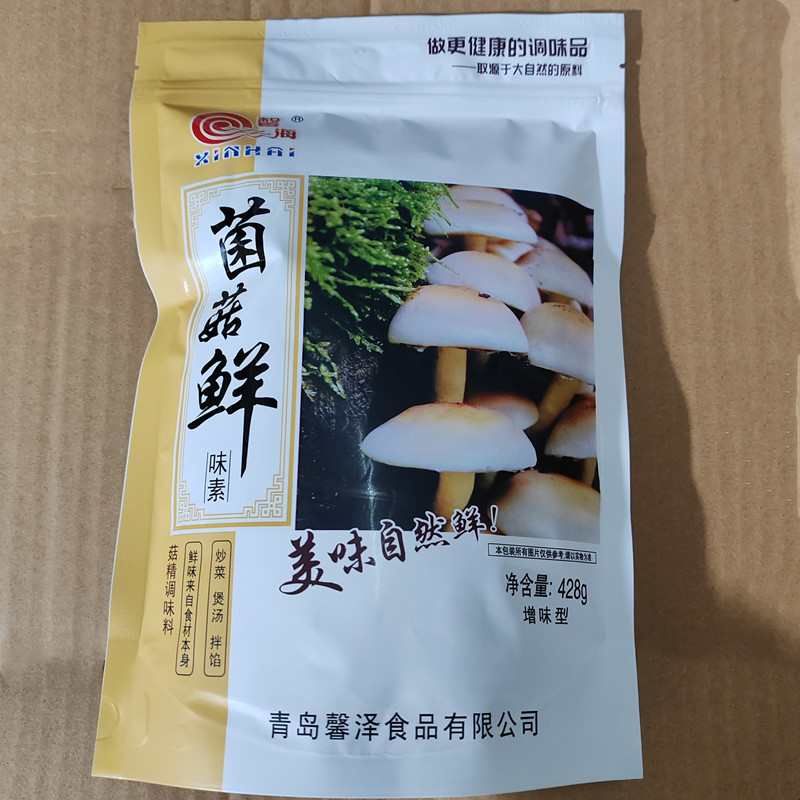 做更健康的调味品
——取源于大自然的原料
馨海®
XINHAI
菌菇鲜
味素
美味自然鲜!
本包装所有图片仅供参考,请以实物为准
炒菜 煲汤 拌馅
鲜味来自食材本身
菇精调味料
净含量: 428g
增味型
青岛馨泽食品有限公司